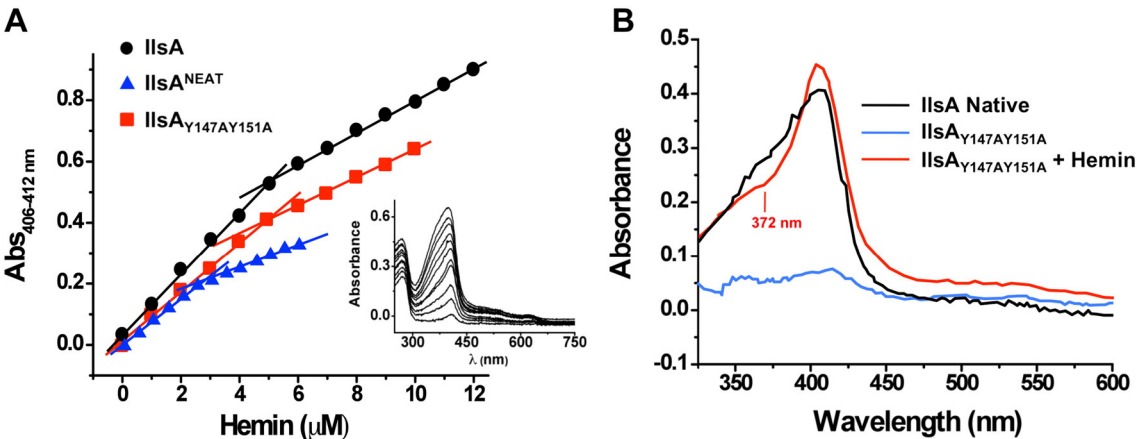 A
IlsA
IlsA^NEAT
IlsA_Y147AY151A
Abs_406-412 nm
0.8
0.6
0.4
0.2
0.0
0 2 4 6 8 10 12
Hemin (μM)
Absorbance
0.6
0.3
0.0
250 300 450 600 750
λ (nm)
B
IlsA Native
IlsA_Y147AY151A
IlsA_Y147AY151A + Hemin
372 nm
Absorbance
0.5
0.4
0.3
0.2
0.1
0.0
-0.1
350 400 450 500 550 600
Wavelength (nm)